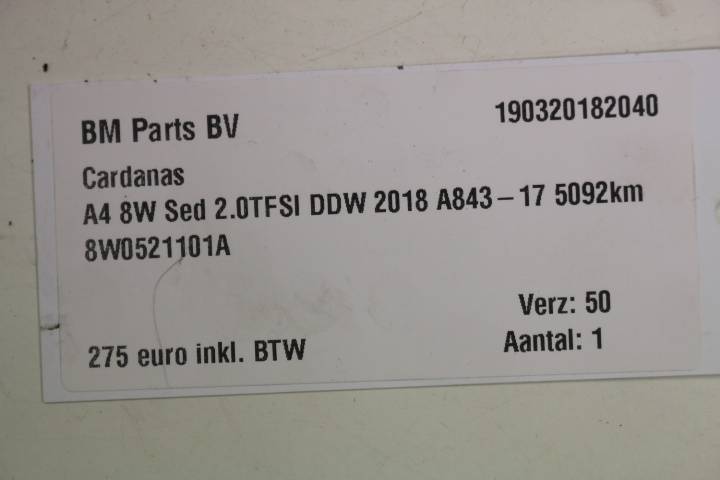 BM Parts BV 190320182040
Cardanas
A4 8W Sed 2.0TFSI DDW 2018 A843-17 5092km
8W0521101A
Verz: 50
275 euro inkl. BTW Aantal: 1